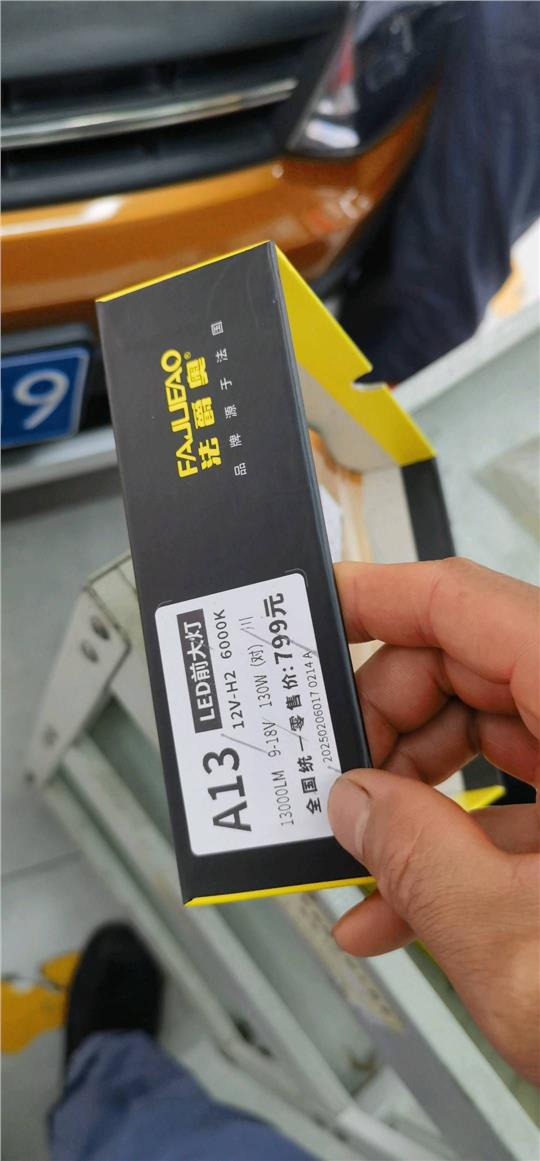 FAJUEAO®
法爵奥
品牌源于法国
A13 LED前大灯
12V-H2 6000K
13000LM 9-18V 130W(对)
全国统一零售价:799元
20250206017 0214 A
9